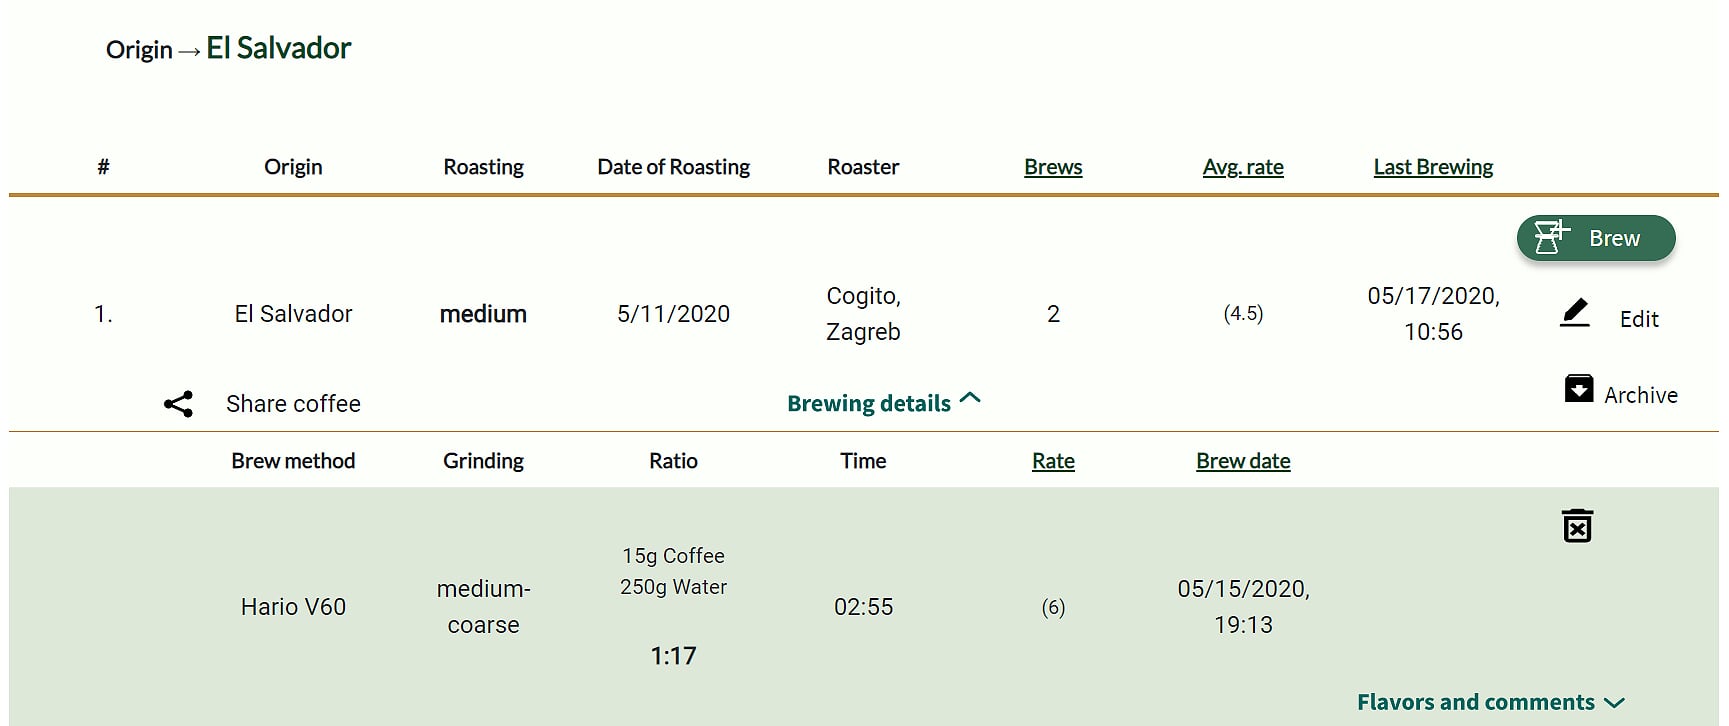 Origin → El Salvador
# Origin Roasting Date of Roasting Roaster Brews Avg. rate Last Brewing
Brew
1. El Salvador medium 5/11/2020 Cogito, Zagreb 2 (4.5) 05/17/2020, 10:56
Edit
Archive
Share coffee Brewing details
Brew method Grinding Ratio Time Rate Brew date
15g Coffee
250g Water
Hario V60 medium-coarse 02:55 (6) 05/15/2020, 19:13
1:17
Flavors and comments